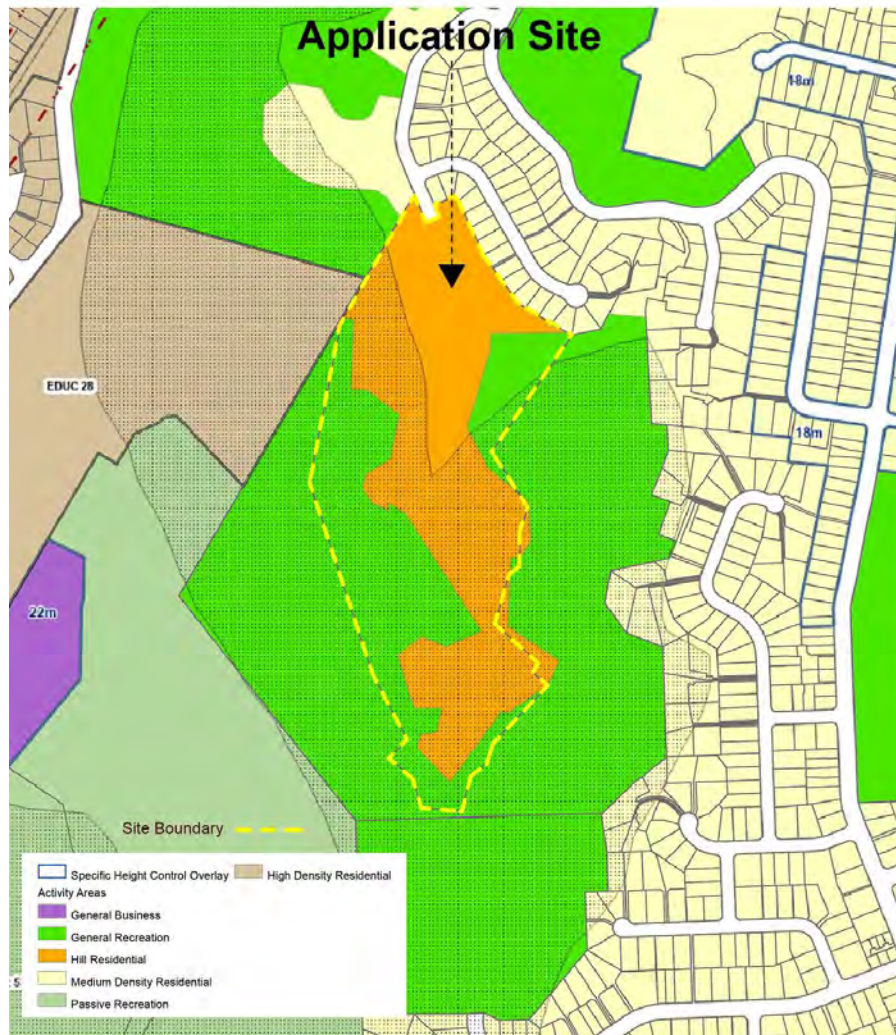 Application Site
18m
EDUC 28
18m
22m
Site Boundary
Specific Height Control Overlay
High Density Residential
Activity Areas
General Business
General Recreation
Hill Residential
Medium Density Residential
Passive Recreation
5